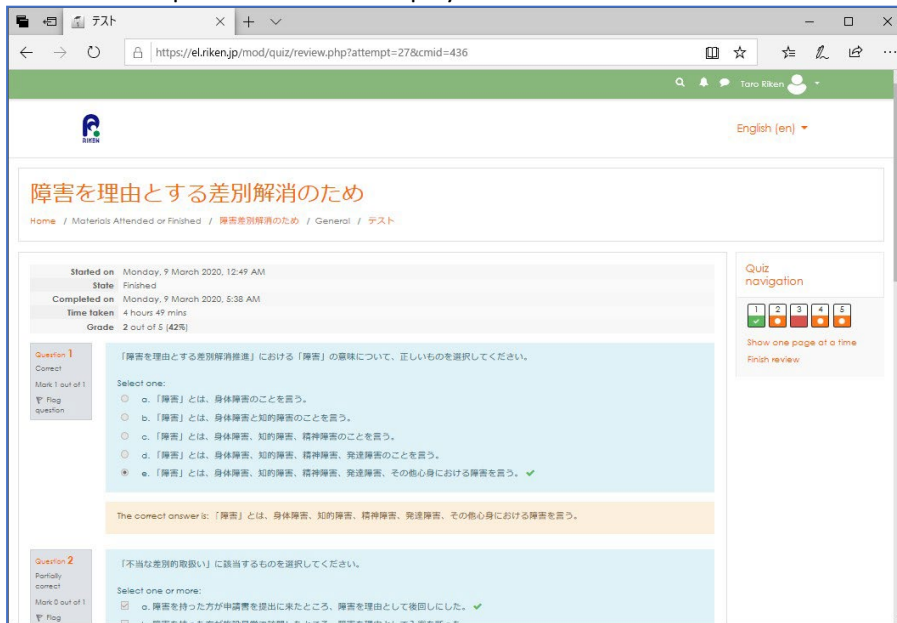 テスト
https://el.riken.jp/mod/quiz/review.php?attempt=27&cmid=436
Taro Riken
RIKEN
English (en)
障害を理由とする差別解消のため
Home / Materials Attended or Finished / 障害差別解消のため / General / テスト
Started on Monday, 9 March 2020, 12:49 AM
State Finished
Completed on Monday, 9 March 2020, 5:38 AM
Time taken 4 hours 49 mins
Grade 2 out of 5 (42%)
Quiz
navigation
1 2 3 4 5
Show one page at a time
Finish review
Question 1
Correct
Mark 1 out of 1
Flag
question
「障害を理由とする差別解消推進」における「障害」の意味について、正しいものを選択してください。
Select one:
a. 「障害」とは、身体障害のことを言う。
b. 「障害」とは、身体障害と知的障害のことを言う。
c. 「障害」とは、身体障害、知的障害、精神障害のことを言う。
d. 「障害」とは、身体障害、知的障害、精神障害、発達障害のことを言う。
e. 「障害」とは、身体障害、知的障害、精神障害、発達障害、その他心身における障害を言う。
The correct answer is: 「障害」とは、身体障害、知的障害、精神障害、発達障害、その他心身における障害を言う。
Question 2
Partially
correct
Mark 0 out of 1
Flag
「不当な差別的取扱い」に該当するものを選択してください。
Select one or more:
a. 障害を持った方が申請書を提出に来たところ、障害を理由として後回しにした。